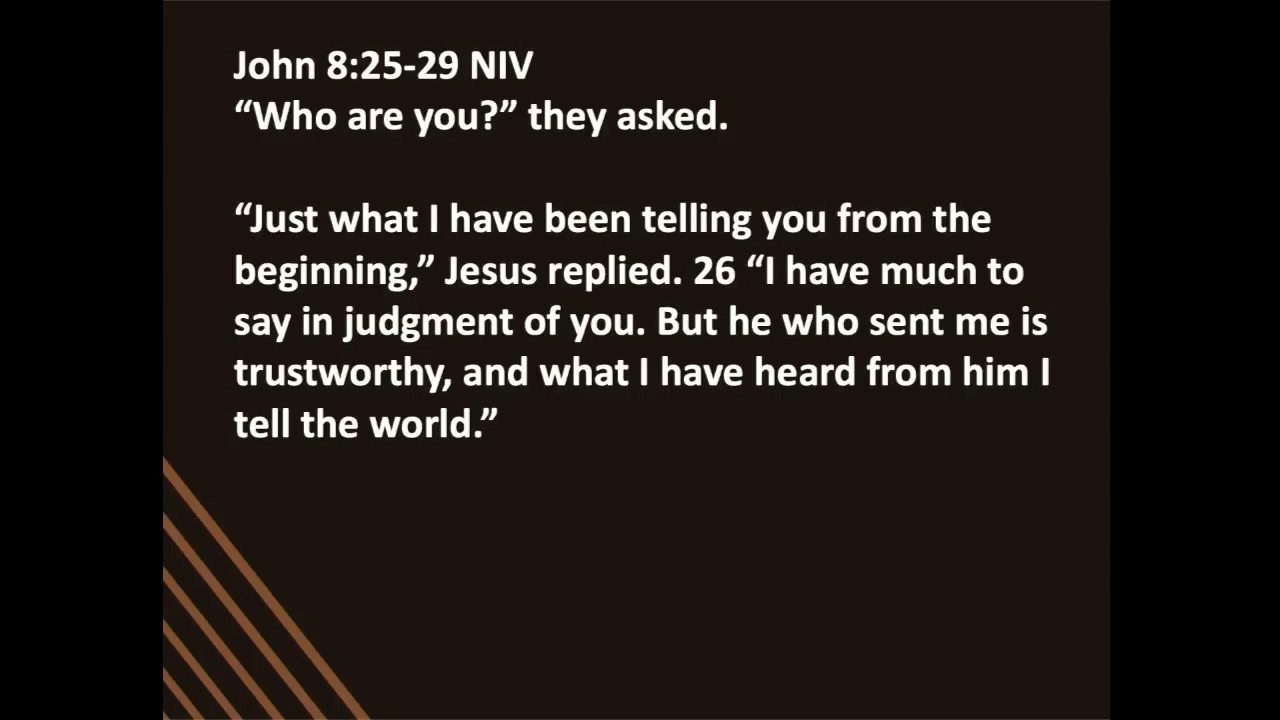 John 8:25-29 NIV
“Who are you?” they asked.
“Just what I have been telling you from the
beginning,” Jesus replied. 26 “I have much to
say in judgment of you. But he who sent me is
trustworthy, and what I have heard from him I
tell the world.”